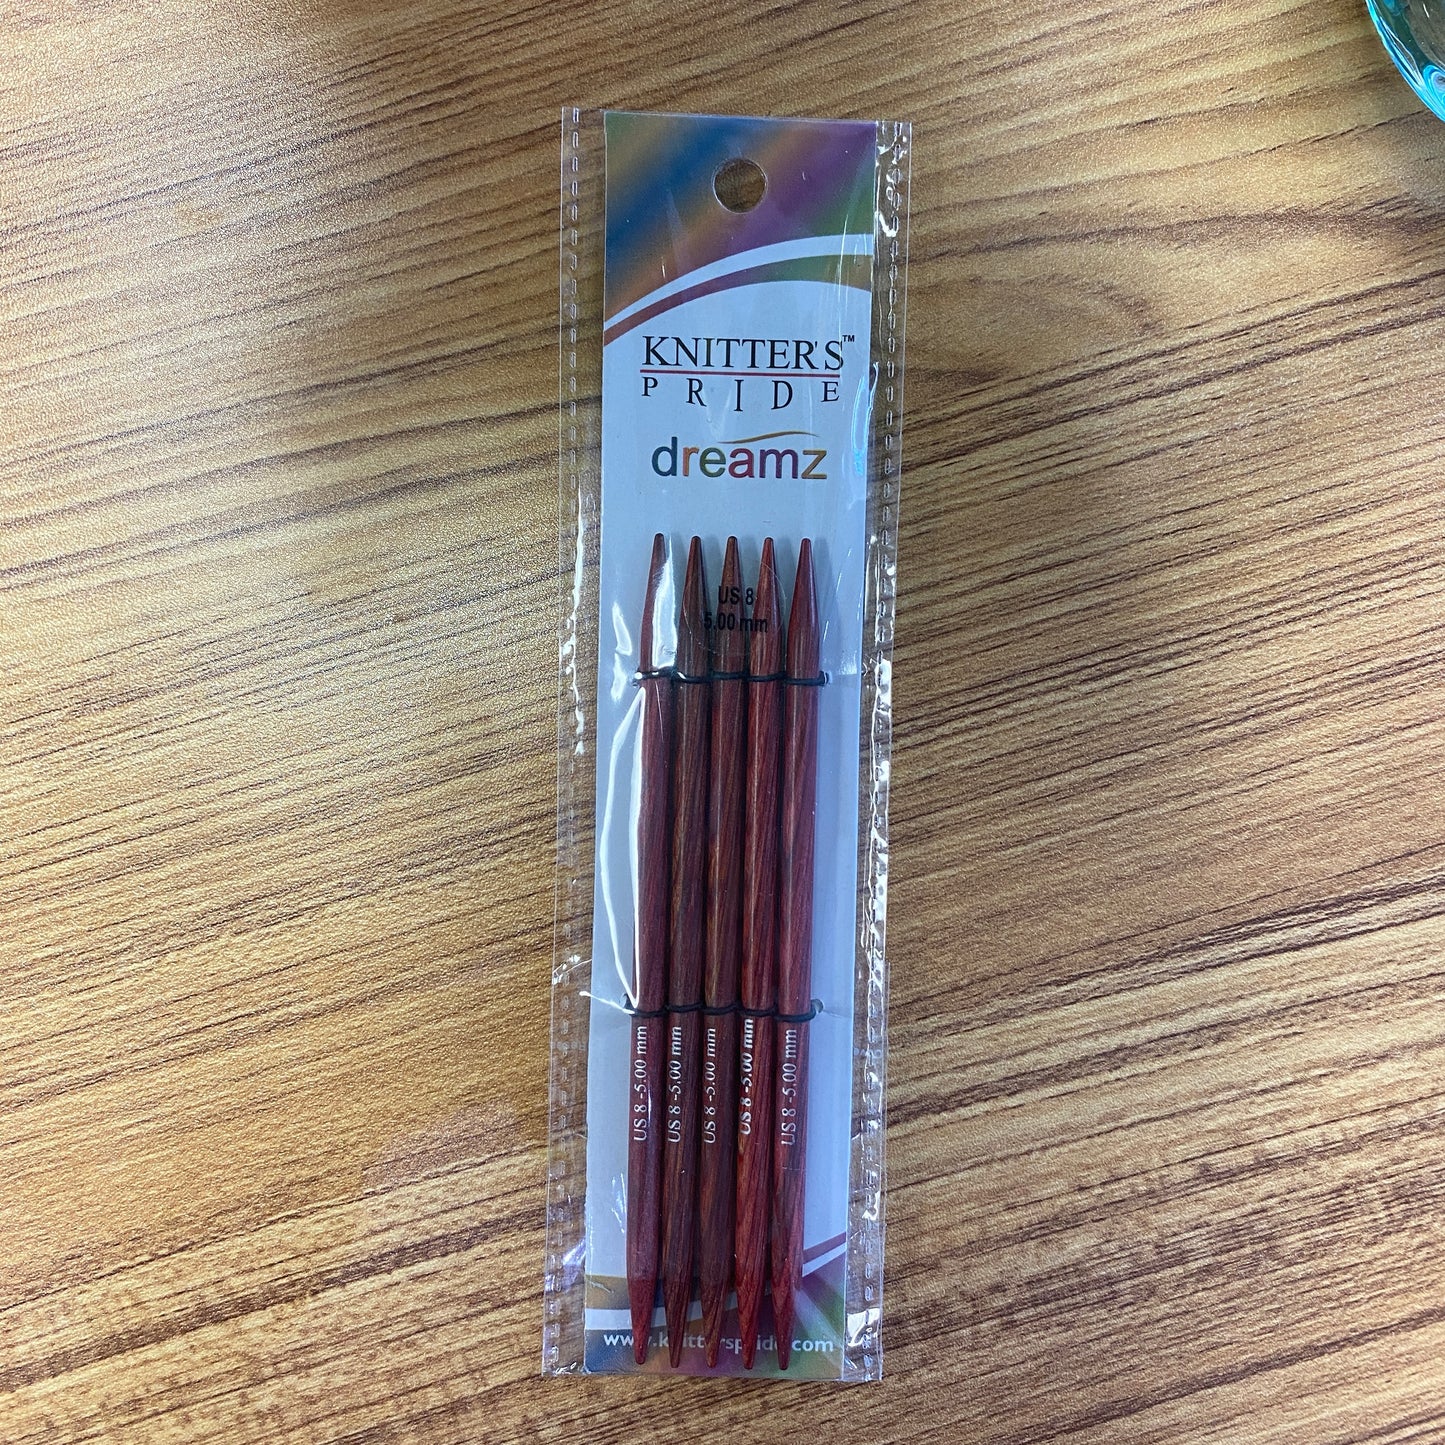 KNITTER'S™
PRIDE
dreamz
US 8
5.00 mm
US 8 -5.00 mm
US 8 -5.00 mm
US 8 -5.00 mm
US 8 -5.00 mm
US 8 -5.00 mm
www.knitterspride.com